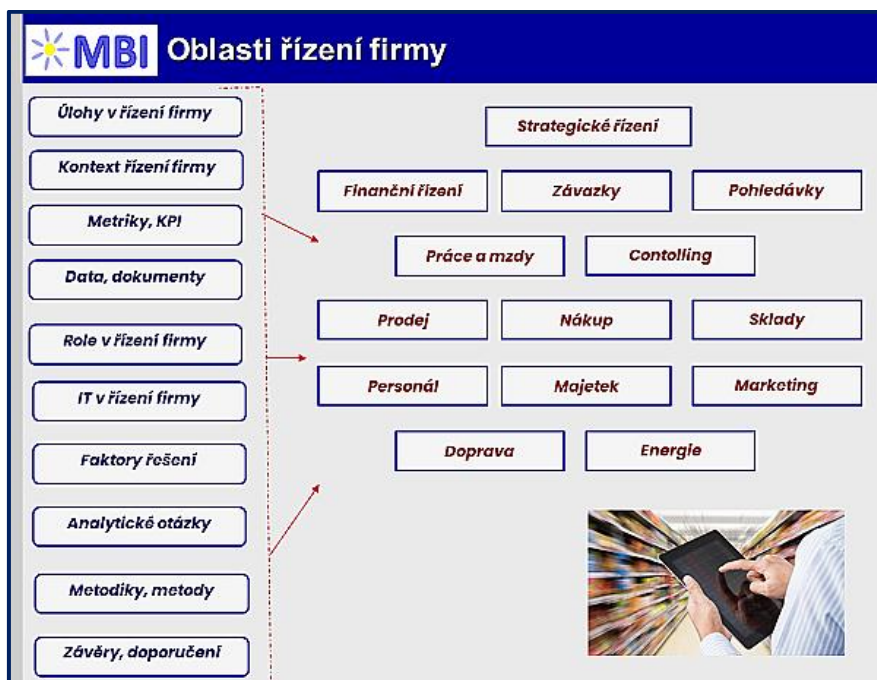 MBI Oblasti řízení firmy
Úlohy v řízení firmy
Kontext řízení firmy
Metriky, KPI
Data, dokumenty
Role v řízení firmy
IT v řízení firmy
Faktory řešení
Analytické otázky
Metodiky, metody
Závěry, doporučení
Strategické řízení
Finanční řízení
Závazky
Pohledávky
Práce a mzdy
Contolling
Prodej
Nákup
Sklady
Personál
Majetek
Marketing
Doprava
Energie